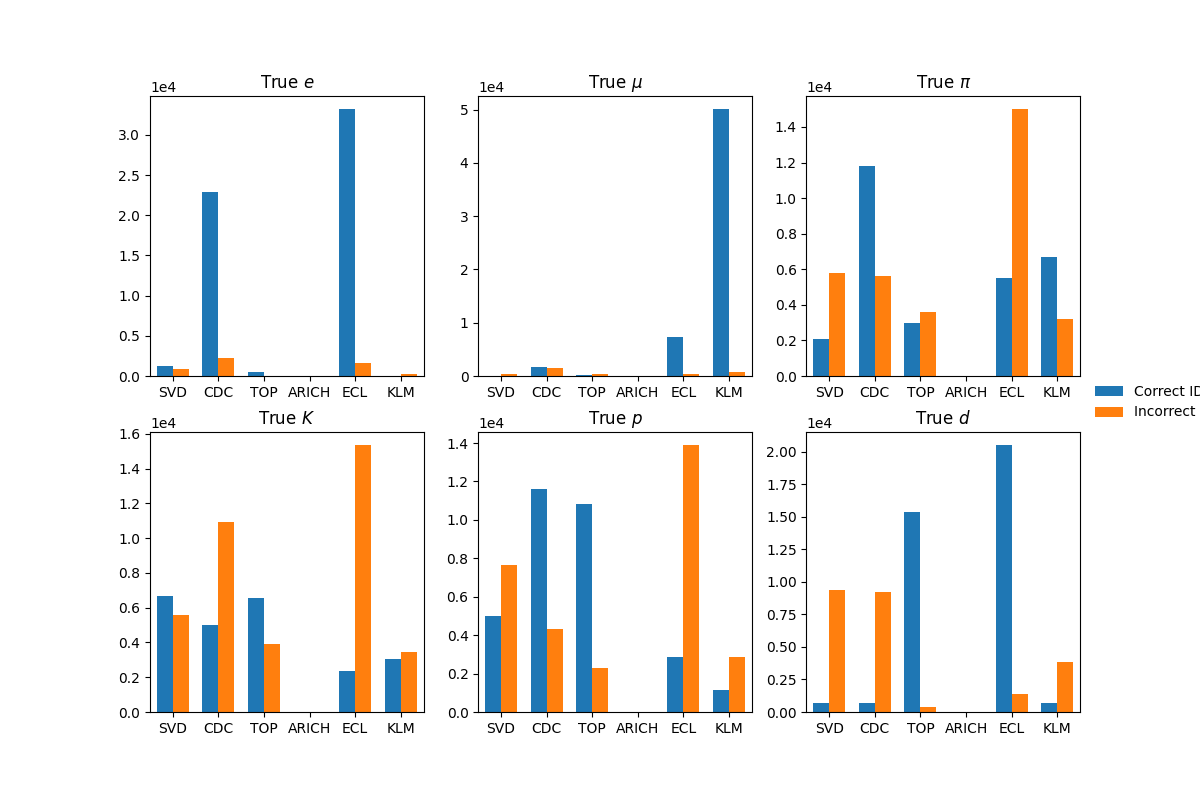 True e
True μ
True π
1e4
3.0
2.5
2.0
1.5
1.0
0.5
0.0
SVD CDC TOP ARICH ECL KLM
1e4
5
4
3
2
1
0
SVD CDC TOP ARICH ECL KLM
1e4
1.4
1.2
1.0
0.8
0.6
0.4
0.2
0.0
SVD CDC TOP ARICH ECL KLM
Correct ID
Incorrect
True K
True p
True d
1e4
1.6
1.4
1.2
1.0
0.8
0.6
0.4
0.2
0.0
SVD CDC TOP ARICH ECL KLM
1e4
1.4
1.2
1.0
0.8
0.6
0.4
0.2
0.0
SVD CDC TOP ARICH ECL KLM
1e4
2.00
1.75
1.50
1.25
1.00
0.75
0.50
0.25
0.00
SVD CDC TOP ARICH ECL KLM